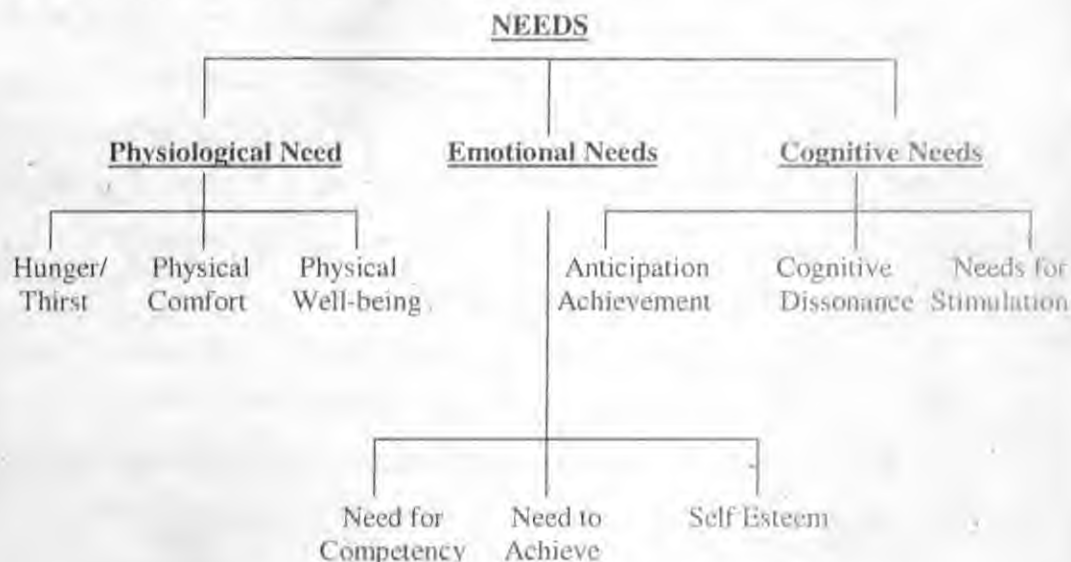 NEEDS
Physiological Need
Emotional Needs
Cognitive Needs
Hunger/
Thirst
Physical
Comfort
Physical
Well-being
Anticipation
Achievement
Cognitive
Dissonance
Needs for
Stimulation
Need for
Competency
Need to
Achieve
Self Esteem